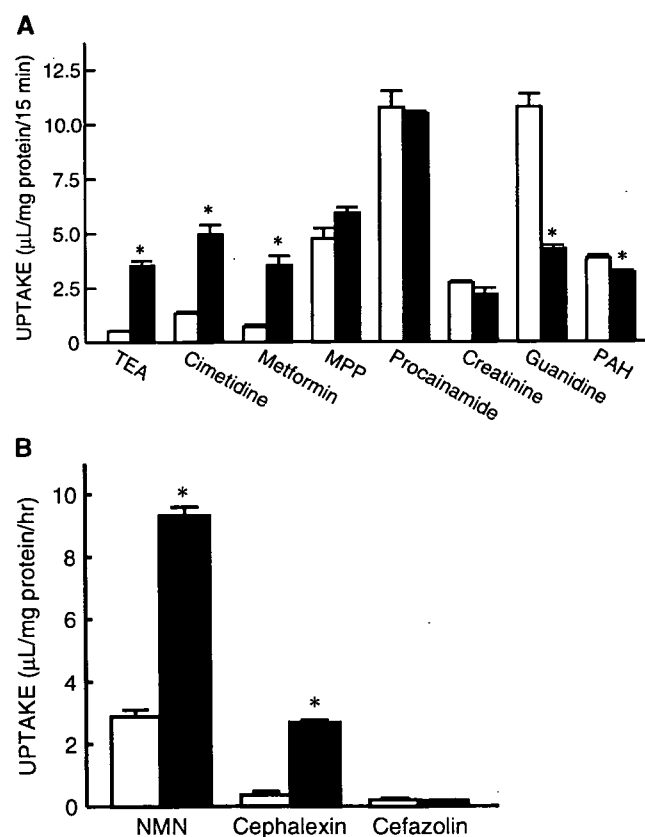 A
UPTAKE (μL/mg protein/15 min)
12.5
10.0
7.5
5.0
2.5
0
* * * * *
TEA Cimetidine Metformin MPP Procainamide Creatinine Guanidine PAH
B
UPTAKE (μL/mg protein/hr)
10
8
6
4
2
0
* *
NMN Cephalexin Cefazolin